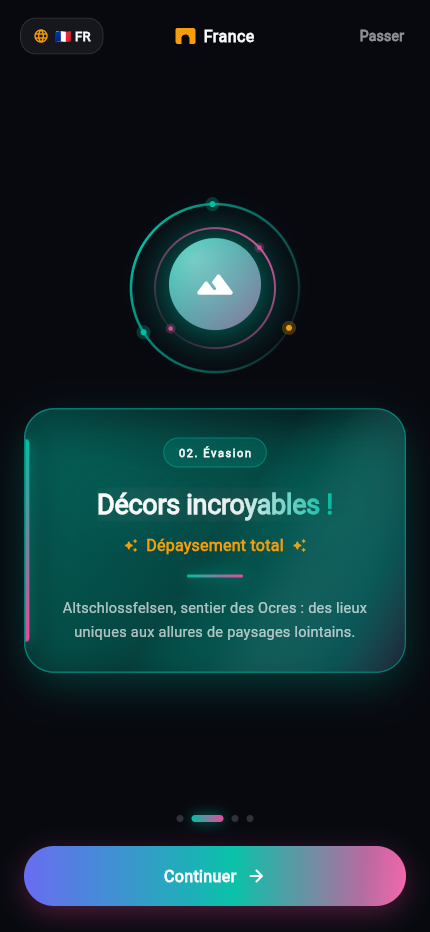 🇫🇷 FR
France
Passer
02. Évasion
Décors incroyables !
Dépaysement total
Altschlossfelsen, sentier des Ocres : des lieux
uniques aux allures de paysages lointains.
Continuer →